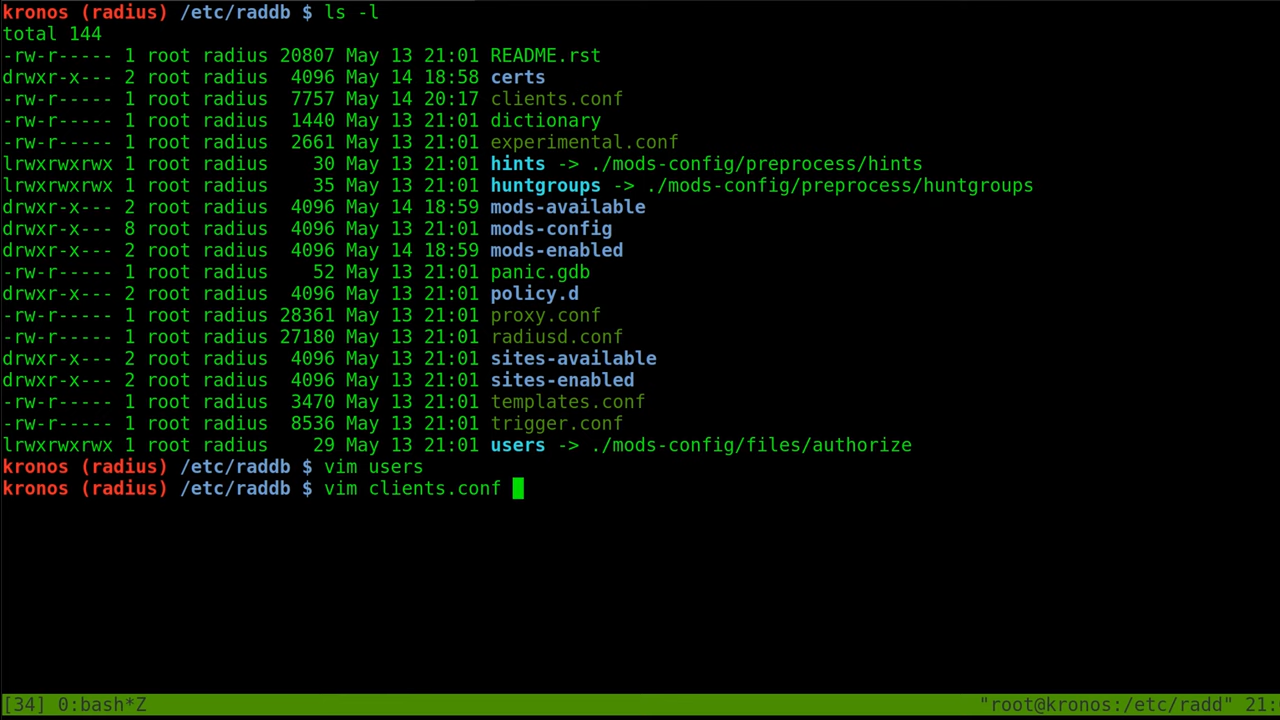 kronos (radius) /etc/raddb $ ls -l
total 144
-rw-r----- 1 root radius 20807 May 13 21:01 README.rst
drwxr-x--- 2 root radius  4096 May 14 18:58 certs
-rw-r----- 1 root radius  7757 May 14 20:17 clients.conf
-rw-r----- 1 root radius  1440 May 13 21:01 dictionary
-rw-r----- 1 root radius  2661 May 13 21:01 experimental.conf
lrwxrwxrwx 1 root radius    30 May 13 21:01 hints -> ./mods-config/preprocess/hints
lrwxrwxrwx 1 root radius    35 May 13 21:01 huntgroups -> ./mods-config/preprocess/huntgroups
drwxr-x--- 2 root radius  4096 May 14 18:59 mods-available
drwxr-x--- 8 root radius  4096 May 13 21:01 mods-config
drwxr-x--- 2 root radius  4096 May 14 18:59 mods-enabled
-rw-r----- 1 root radius    52 May 13 21:01 panic.gdb
drwxr-x--- 2 root radius  4096 May 13 21:01 policy.d
-rw-r----- 1 root radius 28361 May 13 21:01 proxy.conf
-rw-r----- 1 root radius 27180 May 13 21:01 radiusd.conf
drwxr-x--- 2 root radius  4096 May 13 21:01 sites-available
drwxr-x--- 2 root radius  4096 May 13 21:01 sites-enabled
-rw-r----- 1 root radius  3470 May 13 21:01 templates.conf
-rw-r----- 1 root radius  8536 May 13 21:01 trigger.conf
lrwxrwxrwx 1 root radius    29 May 13 21:01 users -> ./mods-config/files/authorize
kronos (radius) /etc/raddb $ vim users
kronos (radius) /etc/raddb $ vim clients.conf
[34] 0:bash*Z "root@kronos:/etc/radd" 21: